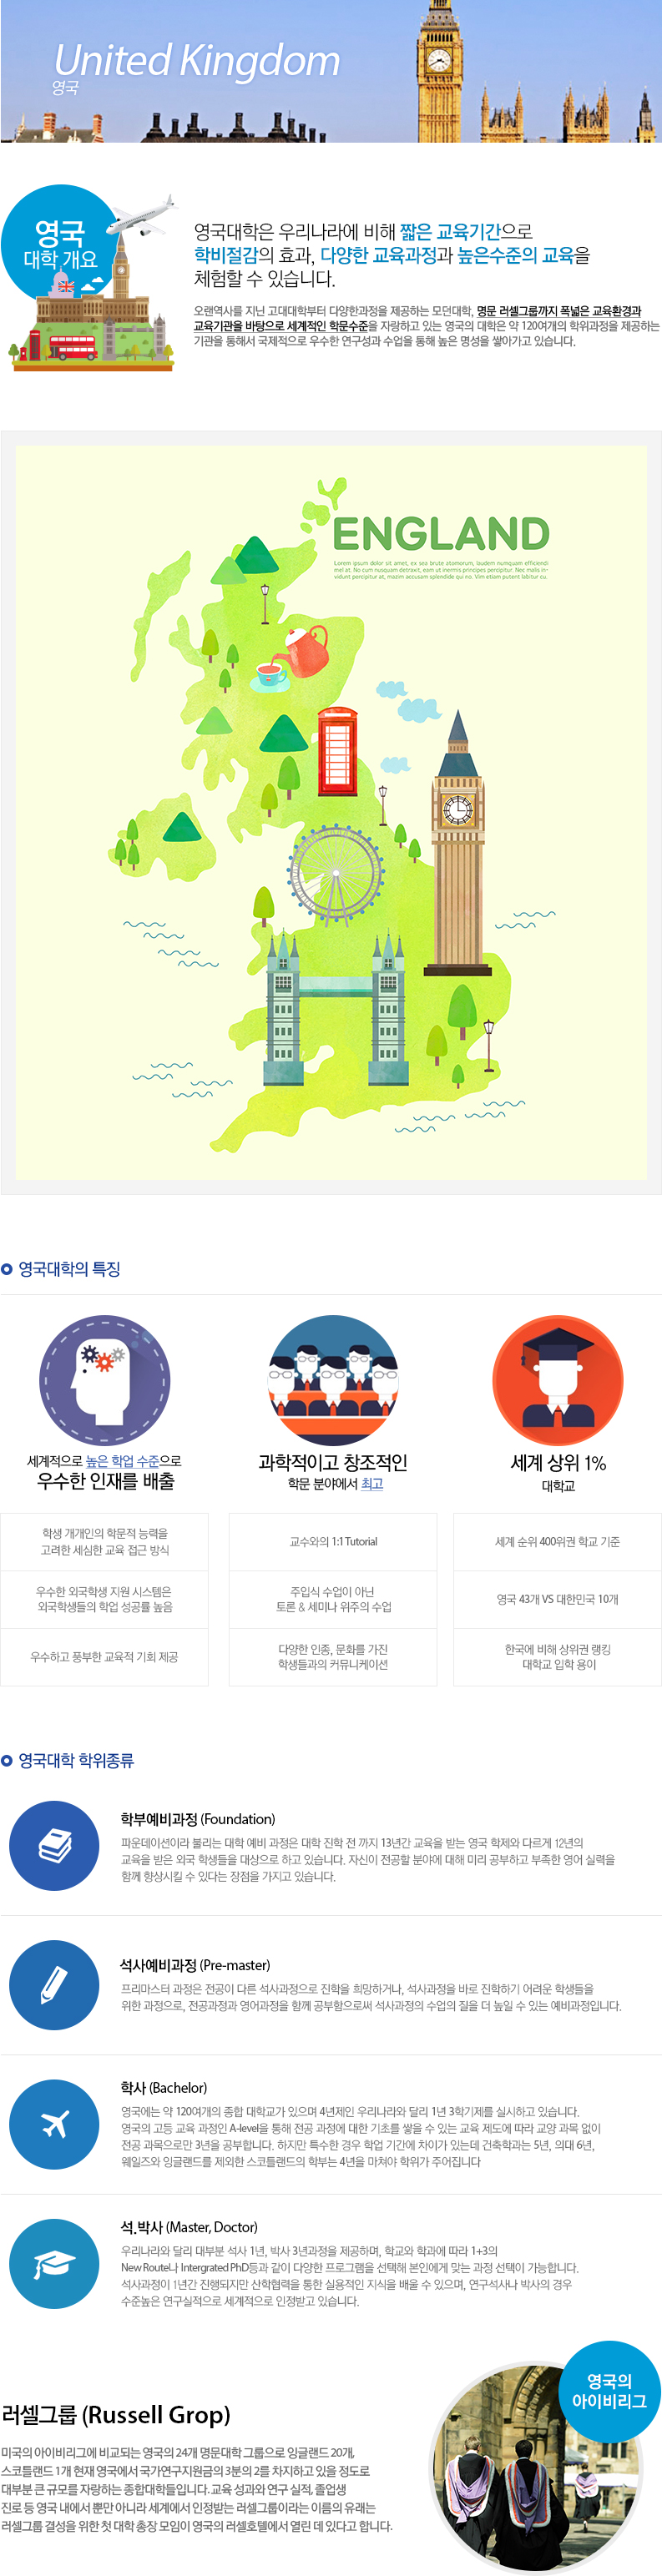 United Kingdom
영국
영국
대학 개요
영국대학은 우리나라에 비해 짧은 교육기간으로
학비절감의 효과, 다양한 교육과정과 높은수준의 교육을
체험할 수 있습니다.
오랜역사를 지닌 고대대학부터 다양한과정을 제공하는 모던대학, 명문 러셀그룹까지 폭넓은 교육환경과
교육기관을 바탕으로 세계적인 학문수준을 자랑하고 있는 영국의 대학은 약 120여개의 학위과정을 제공하는
기관을 통해서 국제적으로 우수한 연구성과 수업을 통해 높은 명성을 쌓아가고 있습니다.
ENGLAND
Lorem ipsum dolor sit amet, ex sea brute ztomorum, laudem numquam efficiendi
mel at. No cum nusquam detraxit, eam ut inermis principes percipitur. Nec malis in-
vidunt percipitur at, mazim accusam splendide qui no. Vim etiam putent labitur cu.
영국대학의 특징
세계적으로 높은 학업 수준으로
우수한 인재를 배출
학생 개개인의 학문적 능력을
고려한 세심한 교육 접근 방식
우수한 외국학생 지원 시스템은
외국학생들의 학업 성공률 높음
우수하고 풍부한 교육적 기회 제공
과학적이고 창조적인
학문 분야에서 최고
교수와의 1:1 Tutorial
주입식 수업이 아닌
토론 & 세미나 위주의 수업
다양한 인종, 문화를 가진
학생들과의 커뮤니케이션
세계 상위 1%
대학교
세계 순위 400위권 학교 기준
영국 43개 VS 대한민국 10개
한국에 비해 상위권 랭킹
대학교 입학 용이
영국대학 학위종류
학부예비과정 (Foundation)
파운데이션이라 불리는 대학 예비 과정은 대학 진학 전 까지 13년간 교육을 받는 영국 학제와 다르게 12년의
교육을 받은 외국 학생들을 대상으로 하고 있습니다. 자신이 전공할 분야에 대해 미리 공부하고 부족한 영어 실력을
함께 향상시킬 수 있다는 장점을 가지고 있습니다.
석사예비과정 (Pre-master)
프리마스터 과정은 전공이 다른 석사과정으로 진학을 희망하거나, 석사과정을 바로 진학하기 어려운 학생들을
위한 과정으로, 전공과정과 영어과정을 함께 공부함으로써 석사과정의 수업의 질을 더 높일 수 있는 예비과정입니다.
학사 (Bachelor)
영국에는 약 120여개의 종합 대학교가 있으며 4년제인 우리나라와 달리 1년 3학기제를 실시하고 있습니다.
영국의 고등 교육 과정인 A-level을 통해 전공 과정에 대한 기초를 쌓을 수 있는 교육 제도에 따라 교양 과목 없이
전공 과목으로만 3년을 공부합니다. 하지만 특수한 경우 학업 기간에 차이가 있는데 건축학과는 5년, 의대 6년,
웨일즈와 잉글랜드를 제외한 스코틀랜드의 학부는 4년을 마쳐야 학위가 주어집니다
석.박사 (Master, Doctor)
우리나라와 달리 대부분 석사 1년, 박사 3년과정을 제공하며, 학교와 학과에 따라 1+3의
New Route나 Intergrated PhD등과 같이 다양한 프로그램을 선택해 본인에게 맞는 과정 선택이 가능합니다.
석사과정이 1년간 진행되지만 산학협력을 통한 실용적인 지식을 배울 수 있으며, 연구석사나 박사의 경우
수준높은 연구실적으로 세계적으로 인정받고 있습니다.
영국의
아이비리그
러셀그룹 (Russell Grop)
미국의 아이비리그에 비교되는 영국의 24개 명문대학 그룹으로 잉글랜드 20개,
스코틀랜드 1개 현재 영국에서 국가연구지원금의 3분의 2를 차지하고 있을 정도로
대부분 큰 규모를 자랑하는 종합대학들입니다. 교육 성과와 연구 실적, 졸업생
진로 등 영국 내에서 뿐만 아니라 세계에서 인정받는 러셀그룹이라는 이름의 유래는
러셀그룹 결성을 위한 첫 대학 총장 모임이 영국의 러셀호텔에서 열린 데 있다고 합니다.